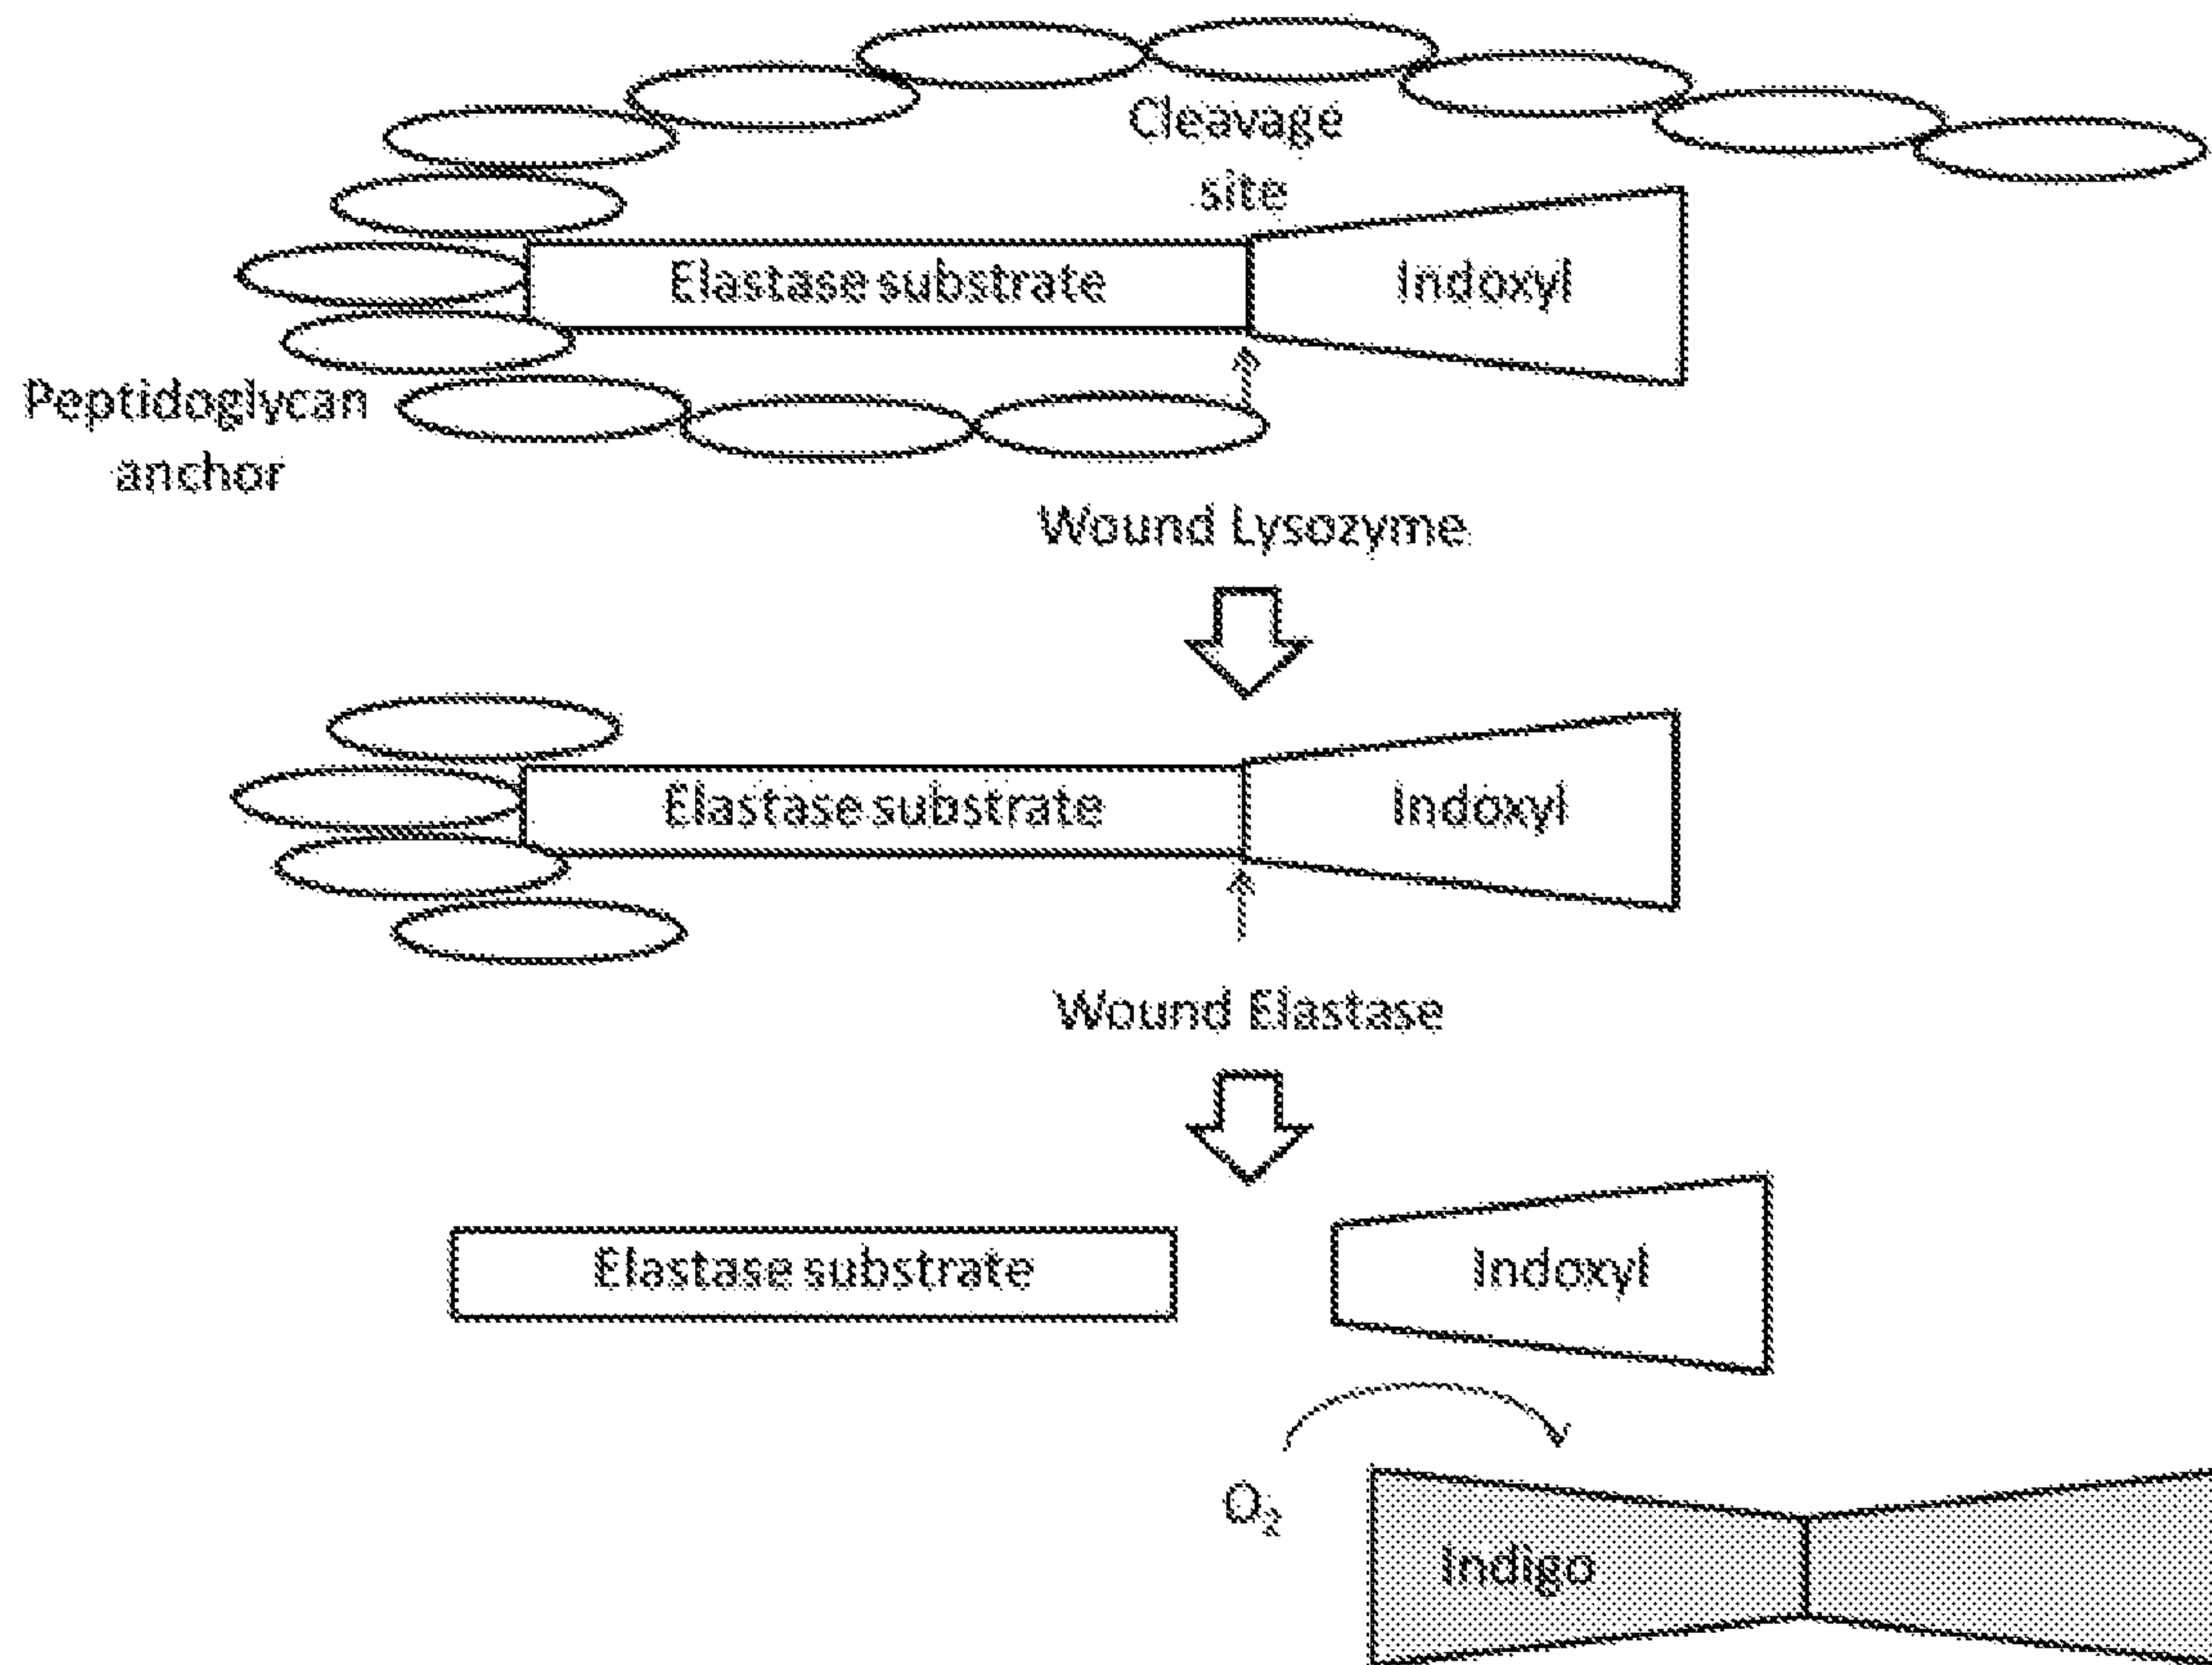 Cleavage
site
Elastase substrate
Indoxyl
Peptidoglycan
anchor
Wound Lysozyme
Elastase substrate
Indoxyl
Wound Elastase
Elastase substrate
Indoxyl
O₂
Indigo